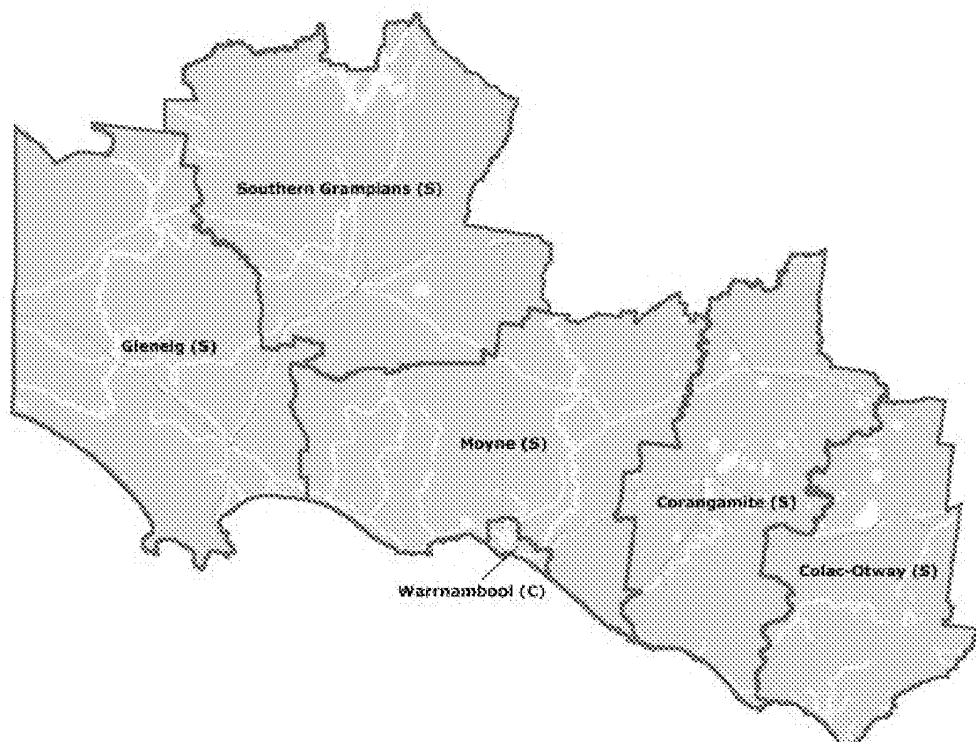 Southern Grampians (S)
Glenelg (S)
Moyne (S)
Corangamite (S)
Colac-Otway (S)
Warrnambool (C)